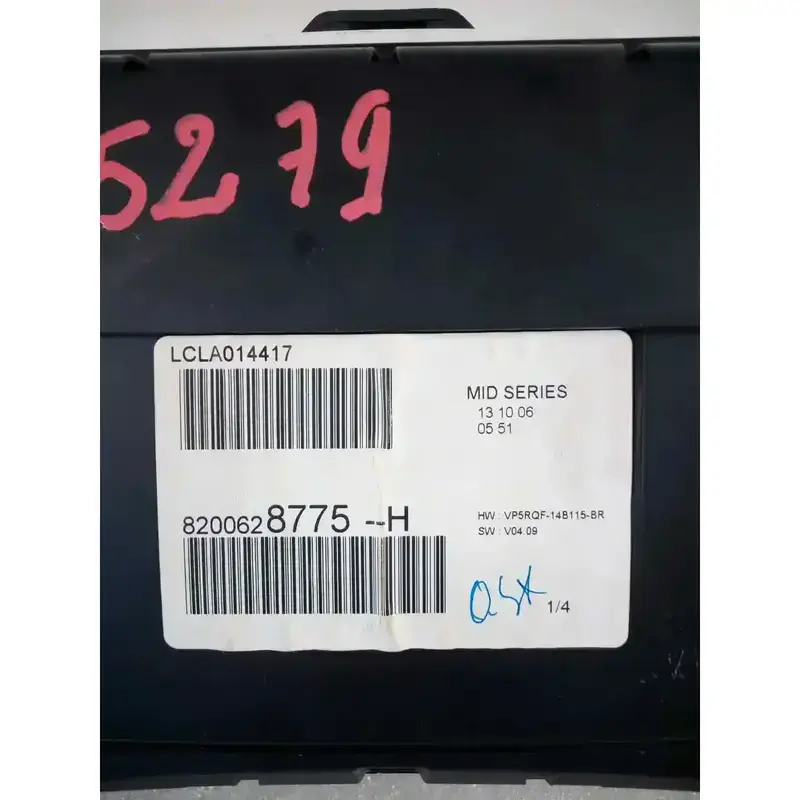 5279
LCLA014417
MID SERIES
13 10 06
05 51
8200628775 --H
HW : VP5RQF-14B115-BR
SW : V04.09
1/4